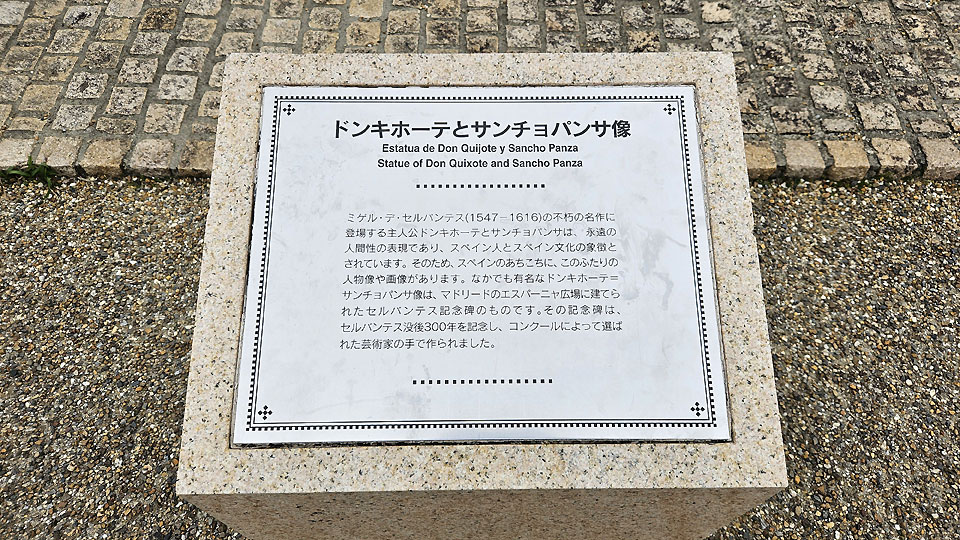 ドンキホーテとサンチョパンサ像
Estatua de Don Quijote y Sancho Panza
Statue of Don Quixote and Sancho Panza
ミゲル・デ・セルバンテス(1547-1616)の不朽の名作に
登場する主人公ドンキホーテとサンチョパンサは、永遠の
人間性の表現であり、スペイン人とスペイン文化の象徴と
されています。そのため、スペインのあちこちに、このふたりの
人物像や画像があります。なかでも有名なドンキホーテ=
サンチョパンサ像は、マドリードのエスパーニャ広場に建てら
れたセルバンテス記念碑のものです。その記念碑は、
セルバンテス没後300年を記念し、コンクールによって選ば
れた芸術家の手で作られました。